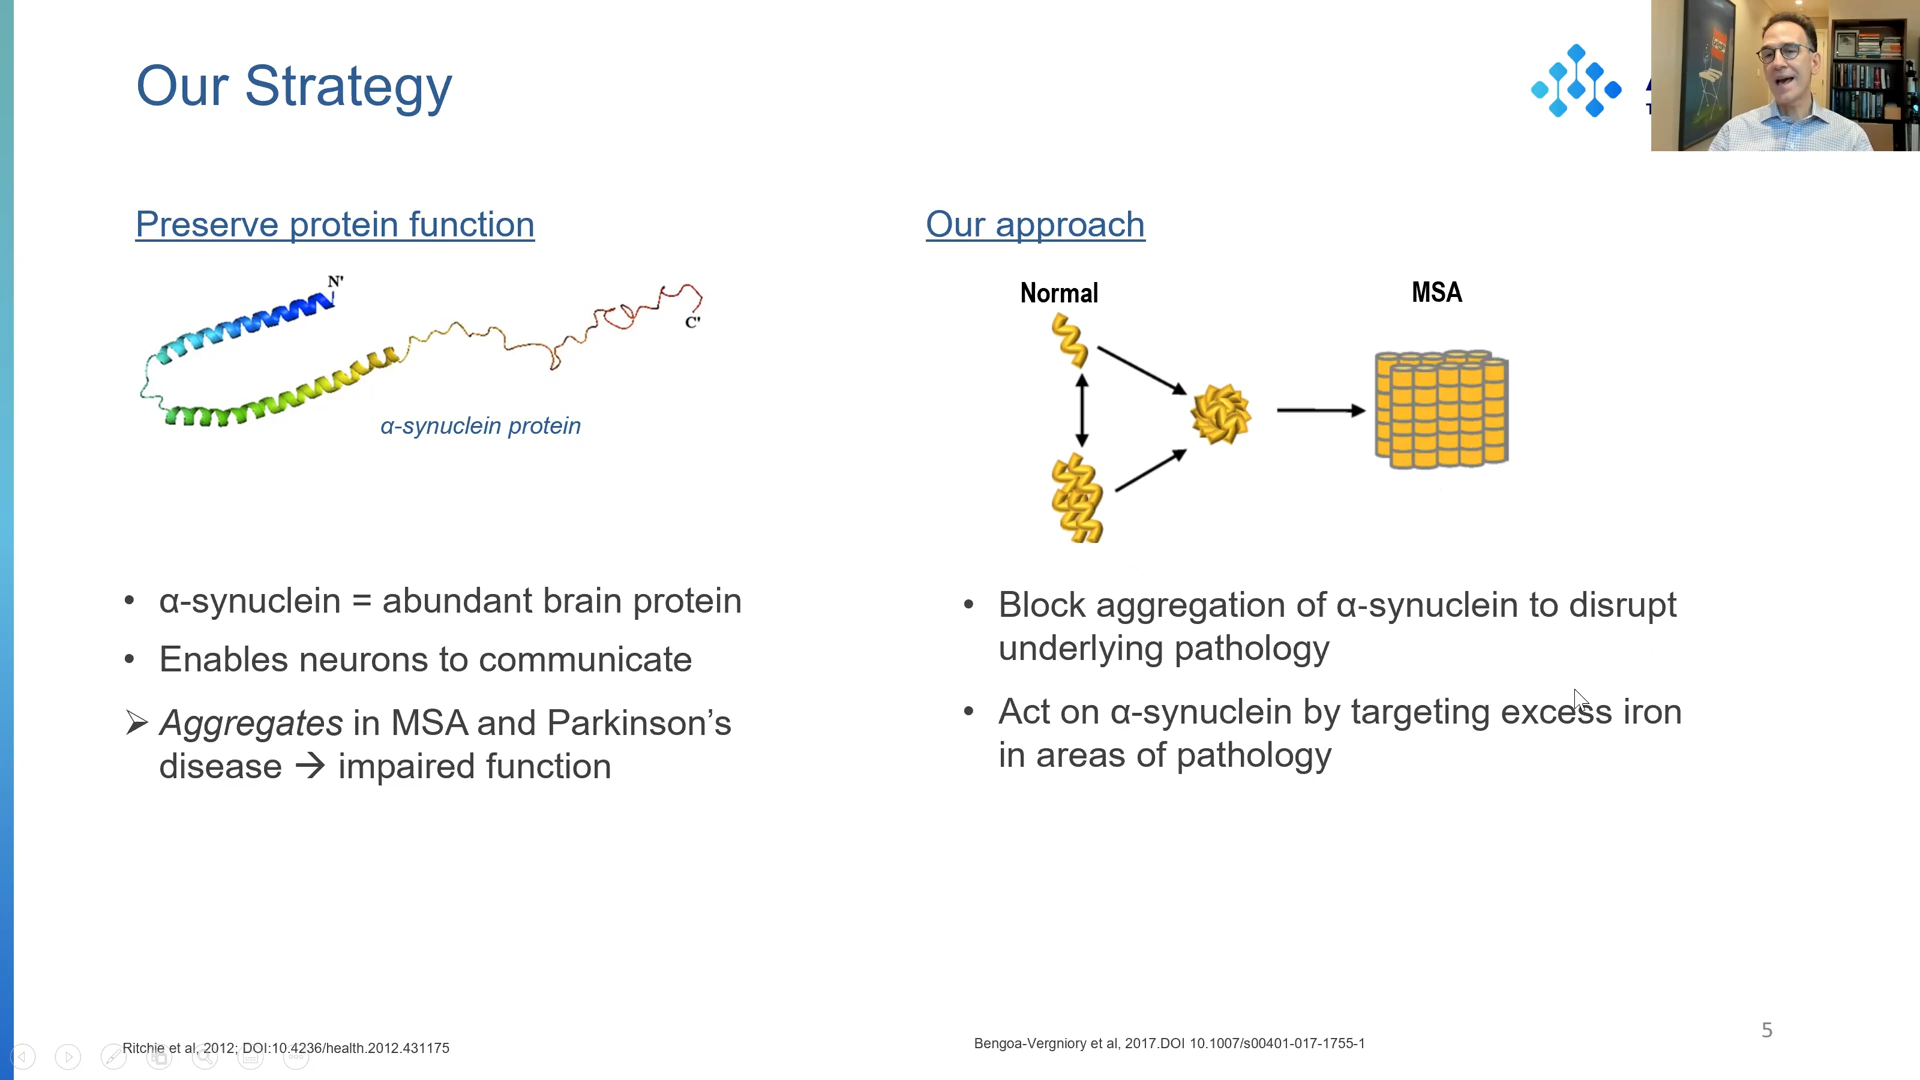 Our Strategy
Preserve protein function
N'
C'
α-synuclein protein
• α-synuclein = abundant brain protein
• Enables neurons to communicate
➢ Aggregates in MSA and Parkinson’s
disease → impaired function
Ritchie et al, 2012; DOI:10.4236/health.2012.431175
Our approach
Normal
MSA
• Block aggregation of α-synuclein to disrupt
underlying pathology
• Act on α-synuclein by targeting excess iron
in areas of pathology
Bengoa-Vergniory et al, 2017.DOI 10.1007/s00401-017-1755-1
5